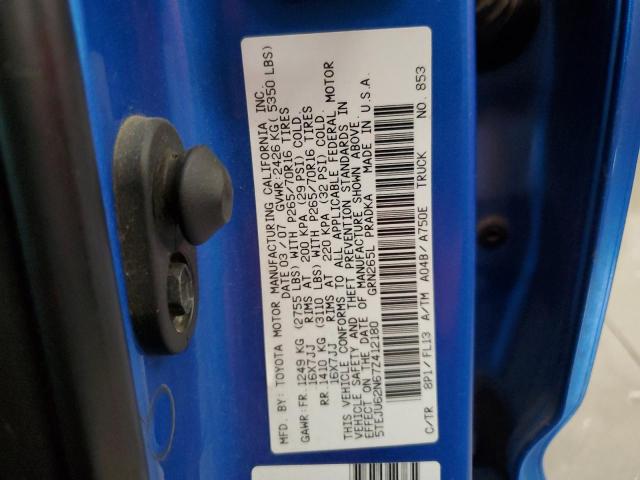 MFD. BY: TOYOTA MOTOR MANUFACTURING CALIFORNIA, INC.
DATE 03/07 GVWR:2426 KG( 5350 LBS)
GAWR:FR.1249 KG (2755 LBS) WITH P265/70R16 TIRES
16X7JJ RIMS AT 200 KPA (29 PSI) COLD.
RR.1410 KG (3110 LBS) WITH P265/70R16 TIRES
16X7JJ RIMS AT 220 KPA (32 PSI) COLD.
THIS VEHICLE CONFORMS TO ALL APPLICABLE FEDERAL MOTOR
VEHICLE SAFETY AND THEFT PREVENTION STANDARDS IN
EFFECT ON THE DATE OF MANUFACTURE SHOWN ABOVE.
5TEJU62N67Z412180 GRN265L PRADKA MADE IN U.S.A.
C/TR 8P1/FL13 A/TM A04B/A750E TRUCK NO. 853